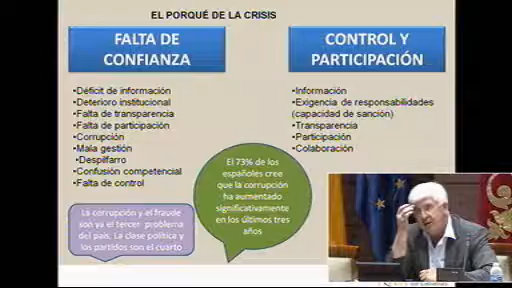 EL PORQUÉ DE LA CRISIS
FALTA DE
CONFIANZA
•Déficit de información
•Deterioro institucional
•Falta de transparencia
•Falta de participación
•Corrupción
•Mala gestión
•Despilfarro
•Confusión competencial
•Falta de control
CONTROL Y
PARTICIPACIÓN
•Información
•Exigencia de responsabilidades
(capacidad de sanción)
•Transparencia
•Participación
•Colaboración
El 73% de los
españoles cree
que la corrupción
ha aumentado
significativamente
en los últimos tres
años
La corrupción y el fraude
son ya el tercer problema
del país. La clase política y
los partidos son el cuarto